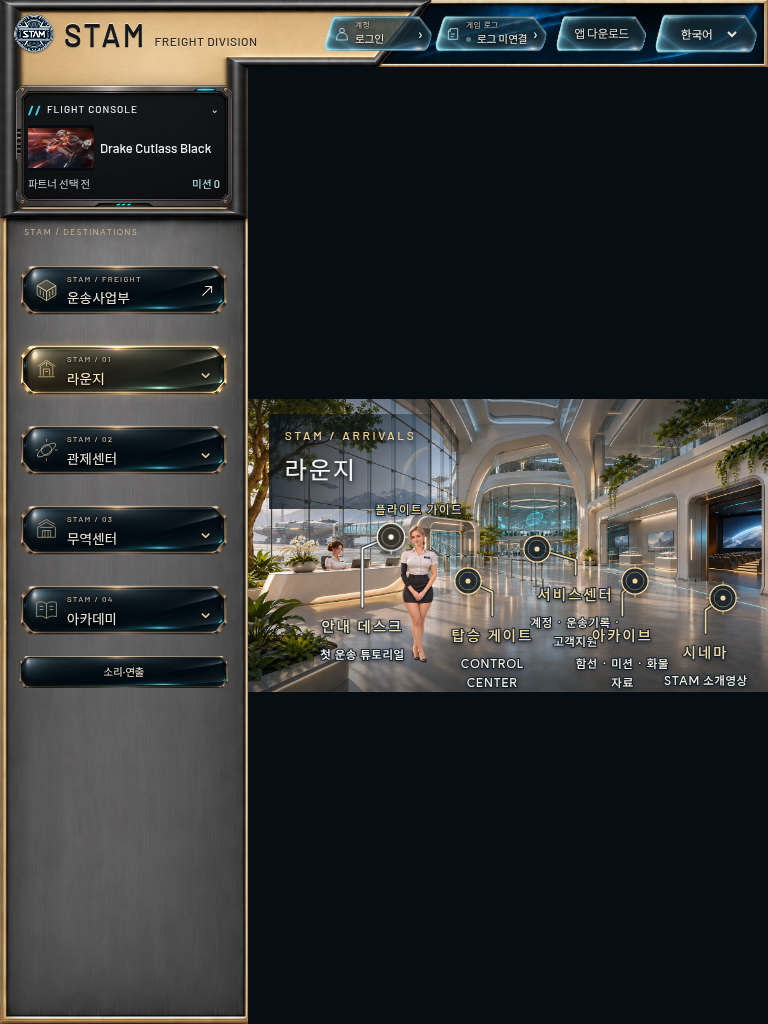 STAM
STAM FREIGHT DIVISION
계정
로그인
게임 로그
로그 미연결
앱 다운로드
한국어
FLIGHT CONSOLE
Drake Cutlass Black
파트너 선택 전
미션 0
STAM / DESTINATIONS
STAM / FREIGHT
운송사업부
STAM / 01
라운지
STAM / 02
관제센터
STAM / 03
무역센터
STAM / 04
아카데미
소리·연출
STAM / ARRIVALS
라운지
플라이트 가이드
안내 데스크
첫 운송 튜토리얼
탑승 게이트
CONTROL
CENTER
서비스센터
계정 · 운송기록 ·
고객지원
아카이브
함선 · 미션 · 화물
자료
시네마
STAM 소개영상